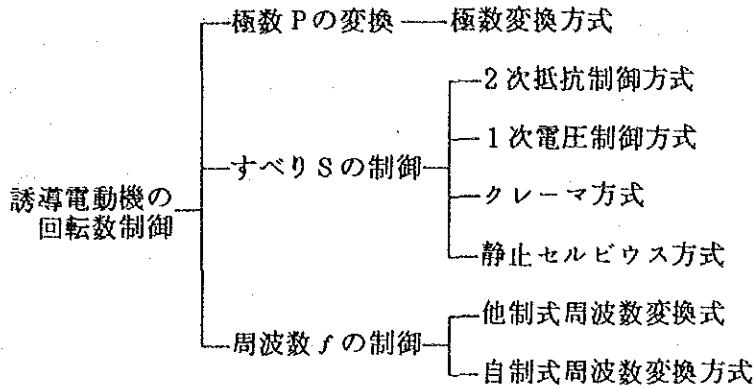 誘導電動機の
回転数制御
極数Pの変換
極数変換方式
すべりSの制御
2次抵抗制御方式
1次電圧制御方式
クレーマ方式
静止セルビウス方式
周波数fの制御
他制式周波数変換式
自制式周波数変換方式